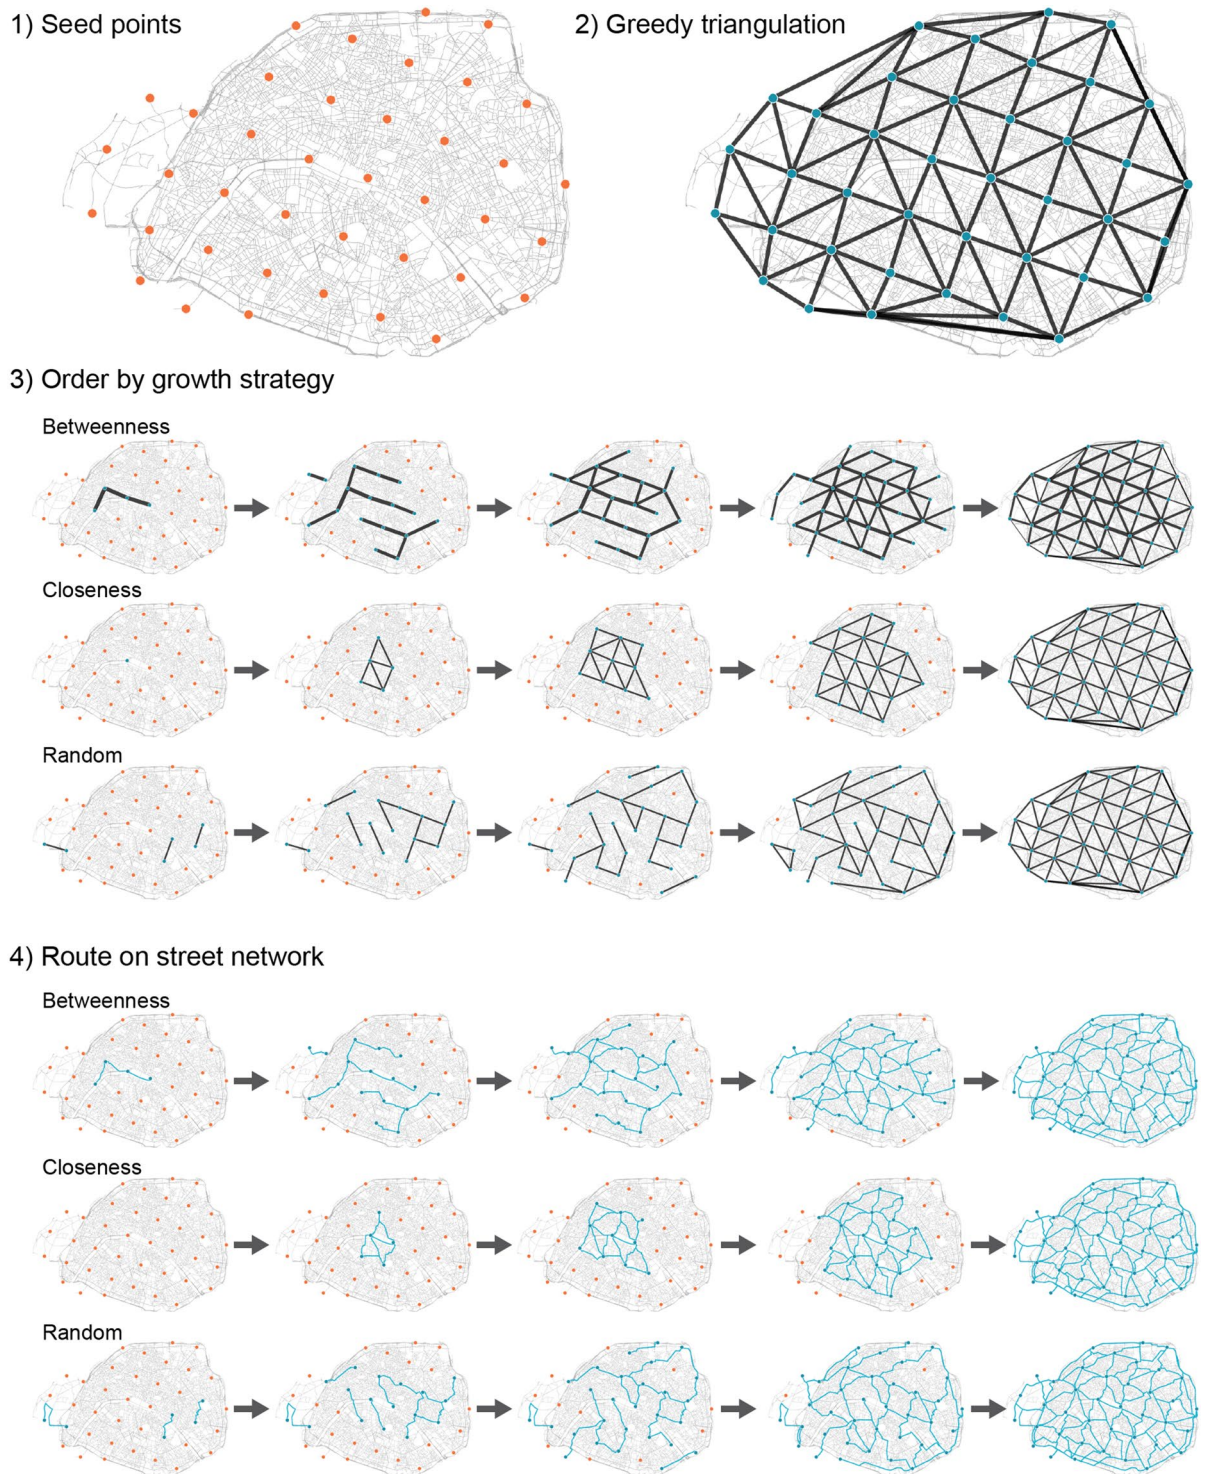 1) Seed points
2) Greedy triangulation
3) Order by growth strategy
Betweenness
Closeness
Random
4) Route on street network
Betweenness
Closeness
Random